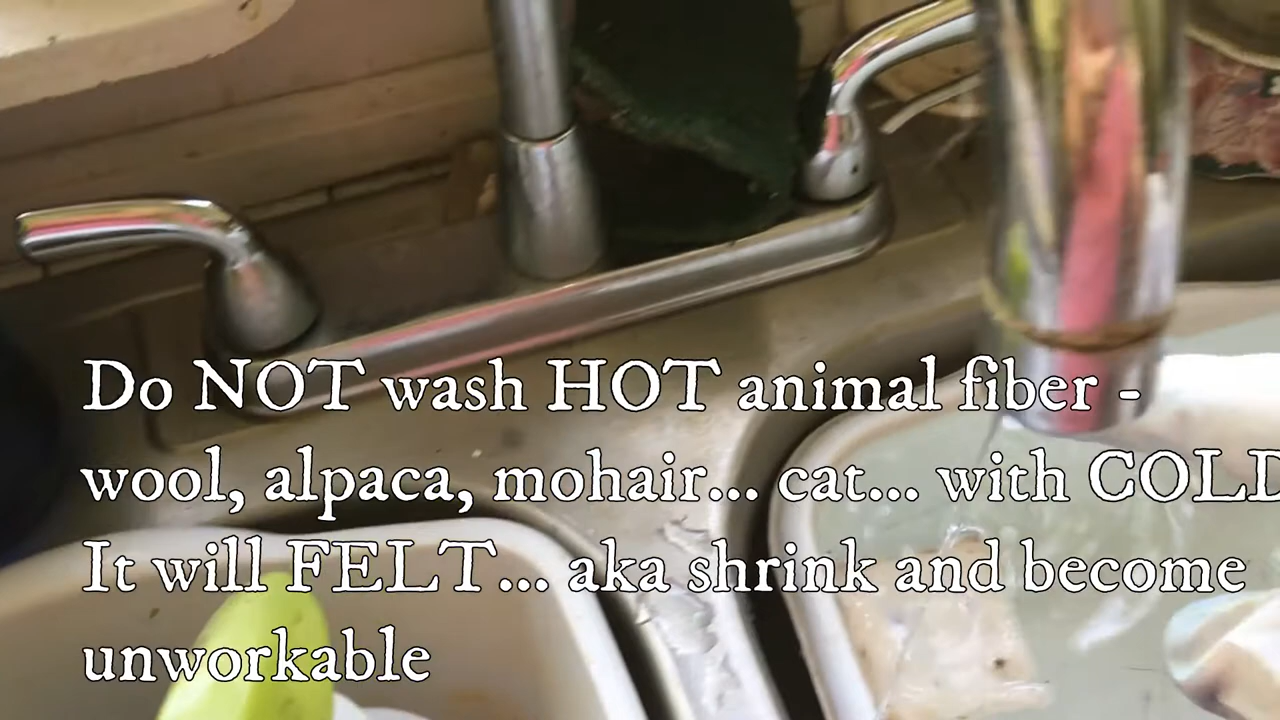 Do NOT wash HOT animal fiber -
wool, alpaca, mohair... cat... with COLD
It will FELT... aka shrink and become
unworkable